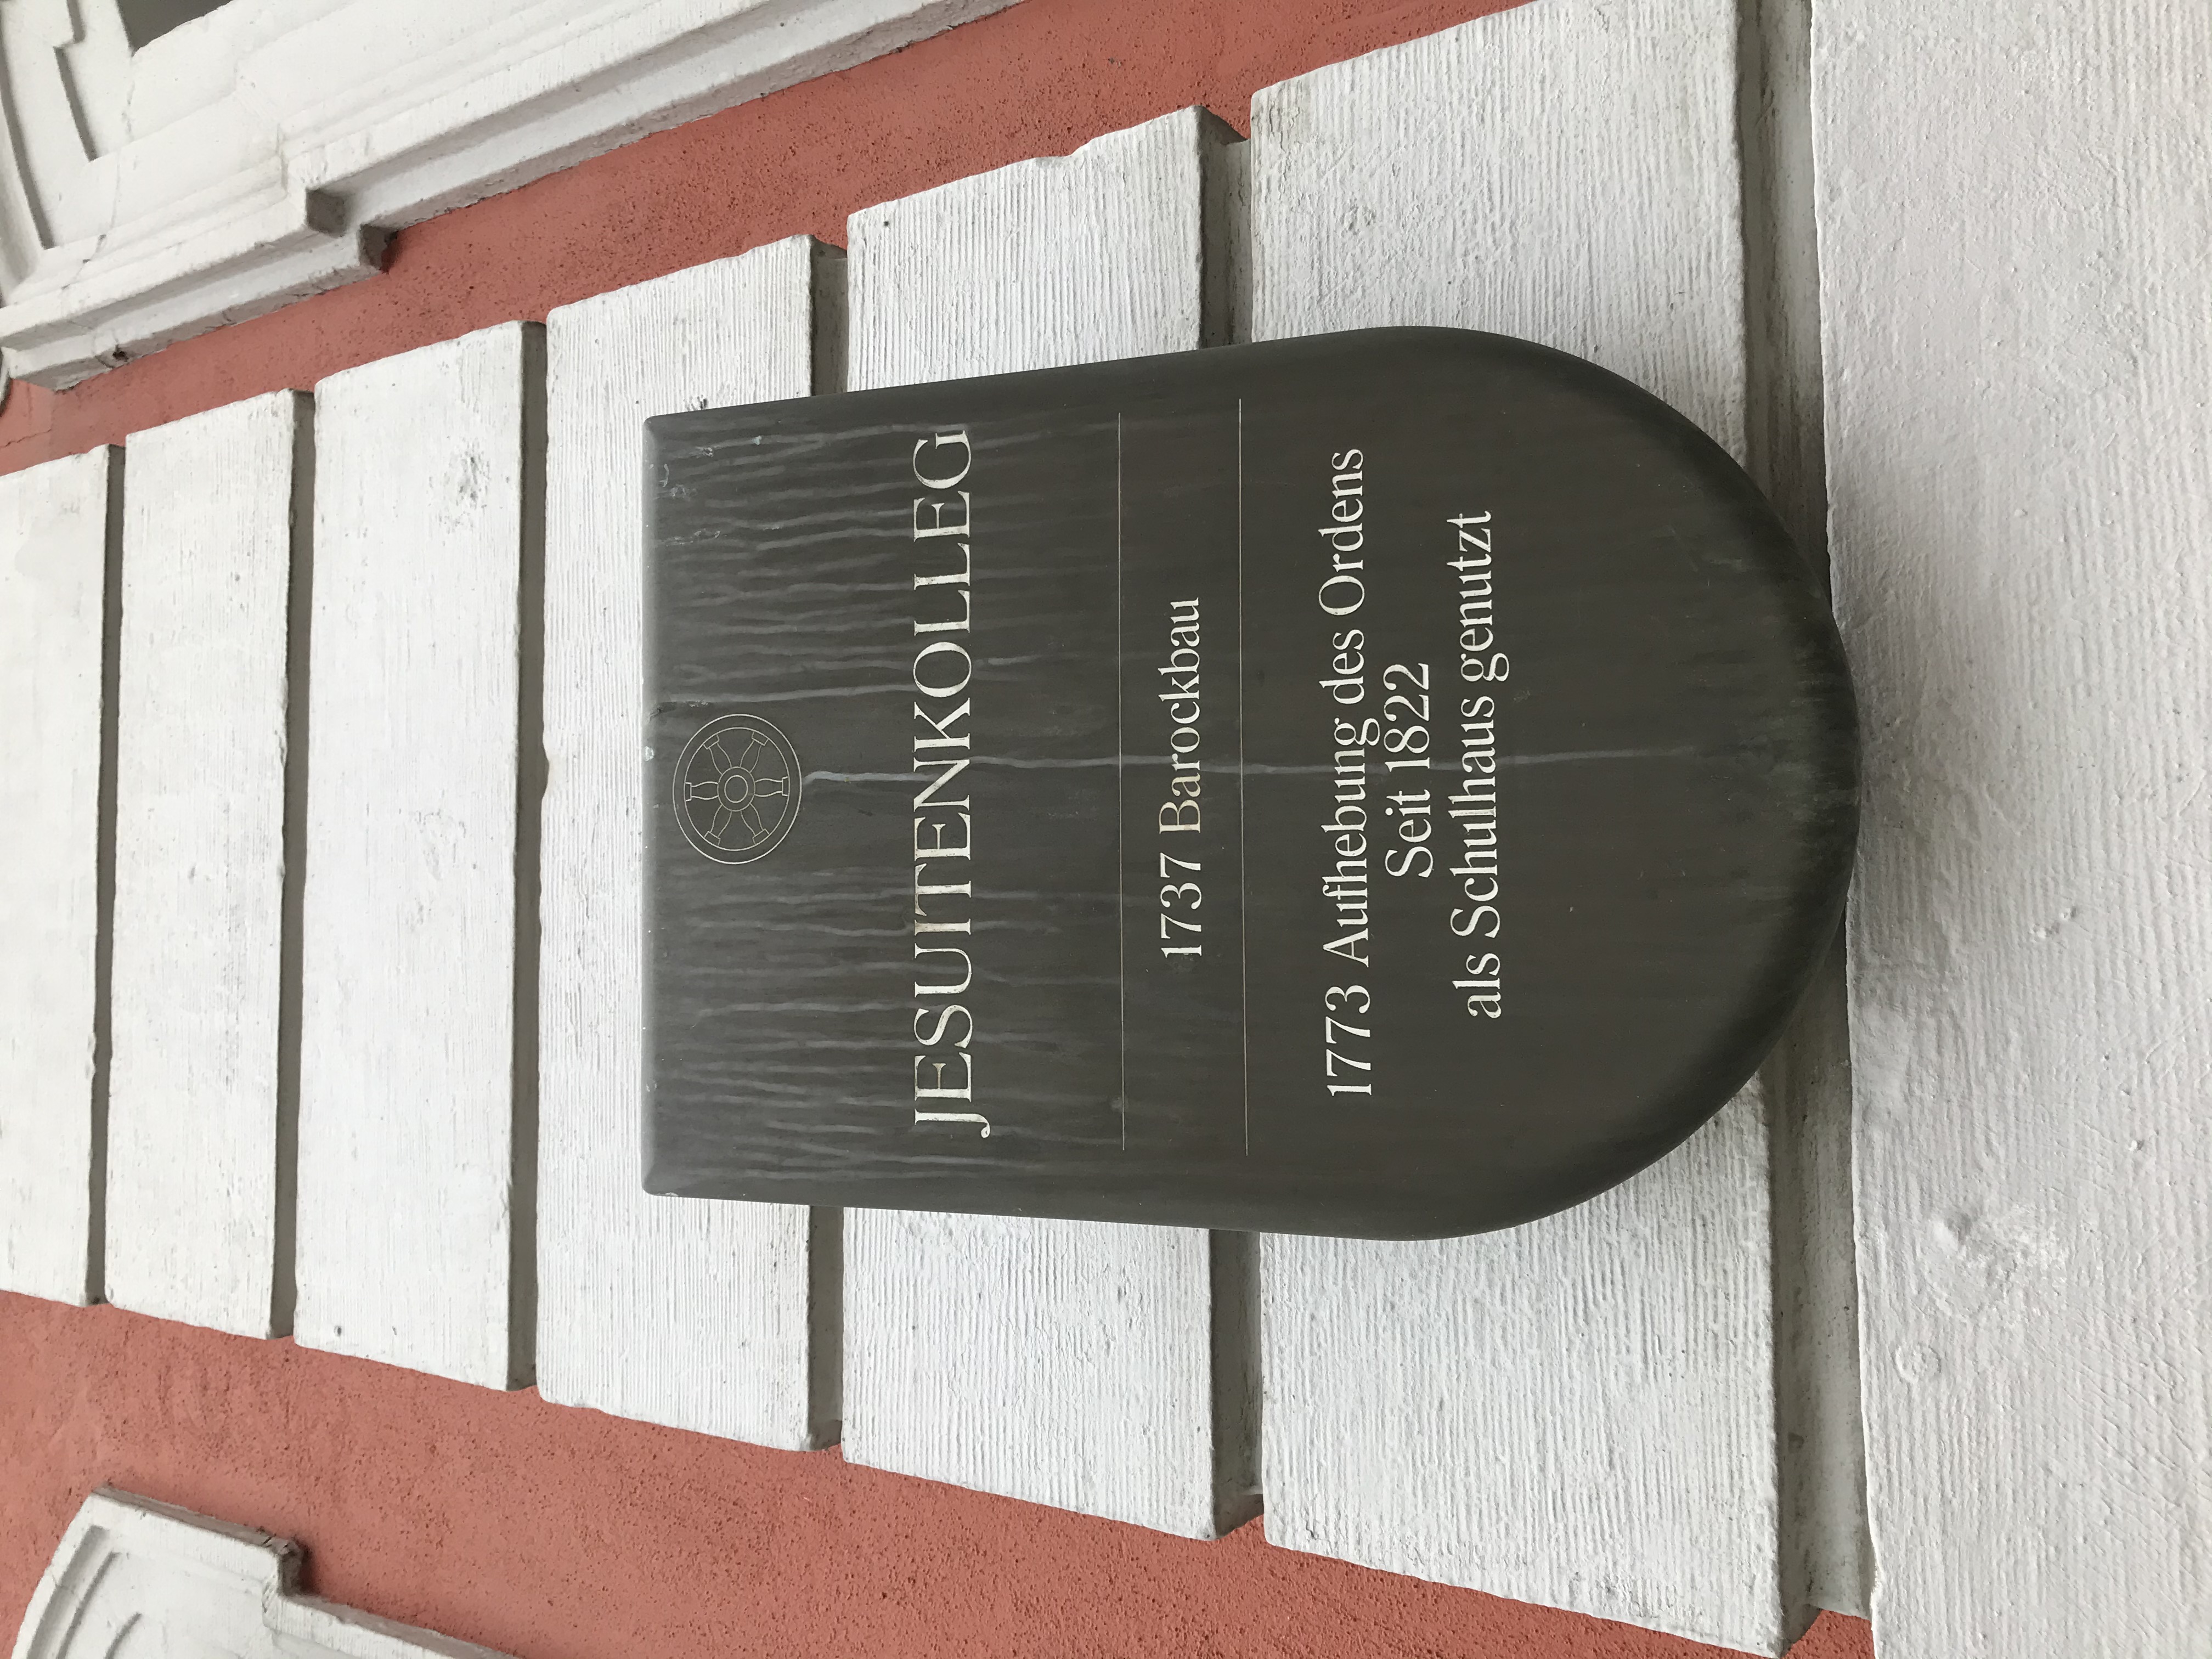 JESUITENKOLLEG
1737 Barockbau
1773 Aufhebung des Ordens
Seit 1822
als Schulhaus genutzt